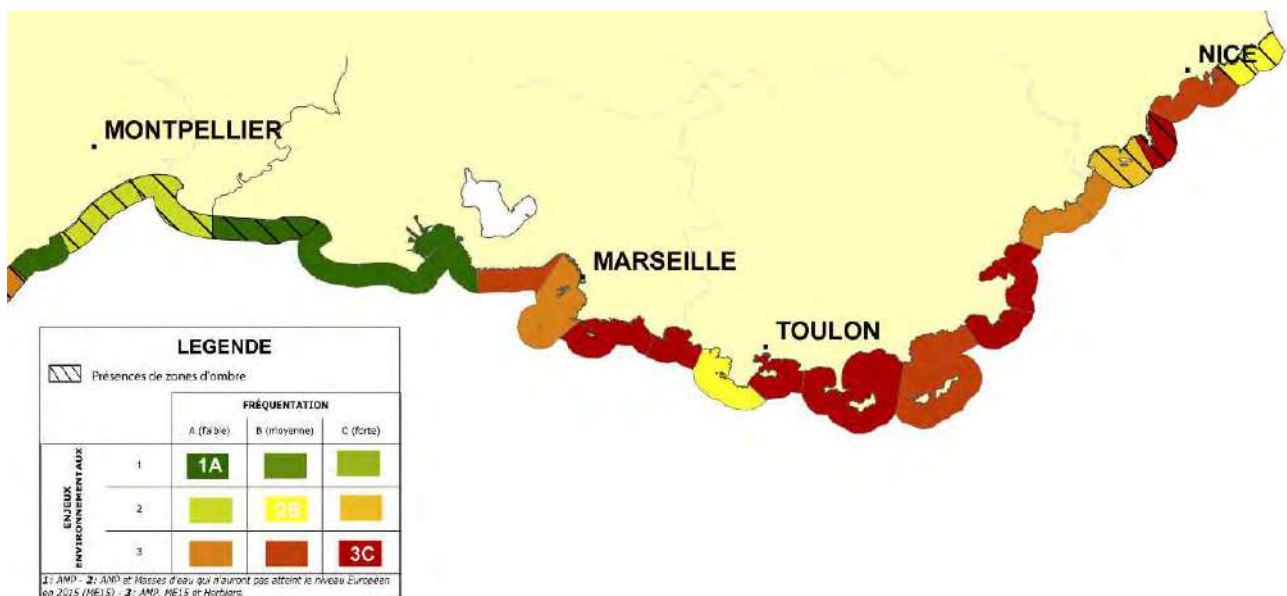 NICE
MONTPELLIER
MARSEILLE
TOULON
LEGENDE
Présences de zones d'ombre
FRÉQUENTATION
A (faible) B (moyenne) C (forte)
ENJEUX
ENVIRONNEMENTAUX
1 1A
2 2B
3 3C
1: AMP - 2: AMP et Masses d'eau qui n'auront pas atteint le niveau Européen
en 2015 (ME15) - 3: AMP, ME15 et Herbiers.